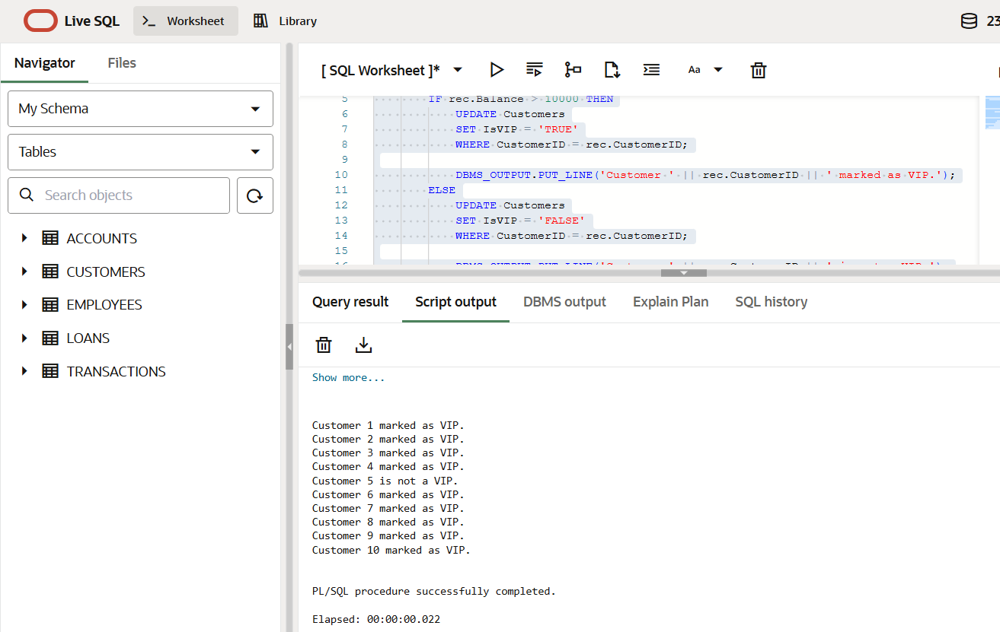 Live SQL
Worksheet
Library
23
Navigator
Files
My Schema
Tables
Search objects
ACCOUNTS
CUSTOMERS
EMPLOYEES
LOANS
TRANSACTIONS
[ SQL Worksheet ]*
Aa
5 IF rec.Balance > 10000 THEN
6 UPDATE Customers
7 SET IsVIP = 'TRUE'
8 WHERE CustomerID = rec.CustomerID;
9
10 DBMS_OUTPUT.PUT_LINE('Customer ' || rec.CustomerID || ' marked as VIP.');
11 ELSE
12 UPDATE Customers
13 SET IsVIP = 'FALSE'
14 WHERE CustomerID = rec.CustomerID;
15
Query result
Script output
DBMS output
Explain Plan
SQL history
Show more...
Customer 1 marked as VIP.
Customer 2 marked as VIP.
Customer 3 marked as VIP.
Customer 4 marked as VIP.
Customer 5 is not a VIP.
Customer 6 marked as VIP.
Customer 7 marked as VIP.
Customer 8 marked as VIP.
Customer 9 marked as VIP.
Customer 10 marked as VIP.
PL/SQL procedure successfully completed.
Elapsed: 00:00:00.022